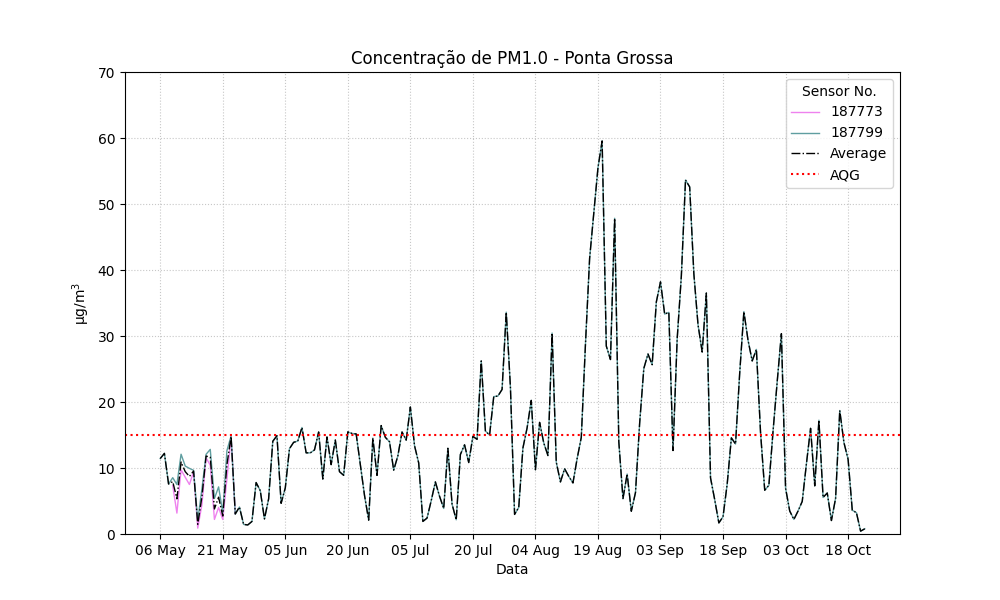 Concentração de PM1.0 - Ponta Grossa
70
60
50
40
30
20
10
0
µg/m³
Sensor No.
187773
187799
Average
AQG
06 May 21 May 05 Jun 20 Jun 05 Jul 20 Jul 04 Aug 19 Aug 03 Sep 18 Sep 03 Oct 18 Oct
Data